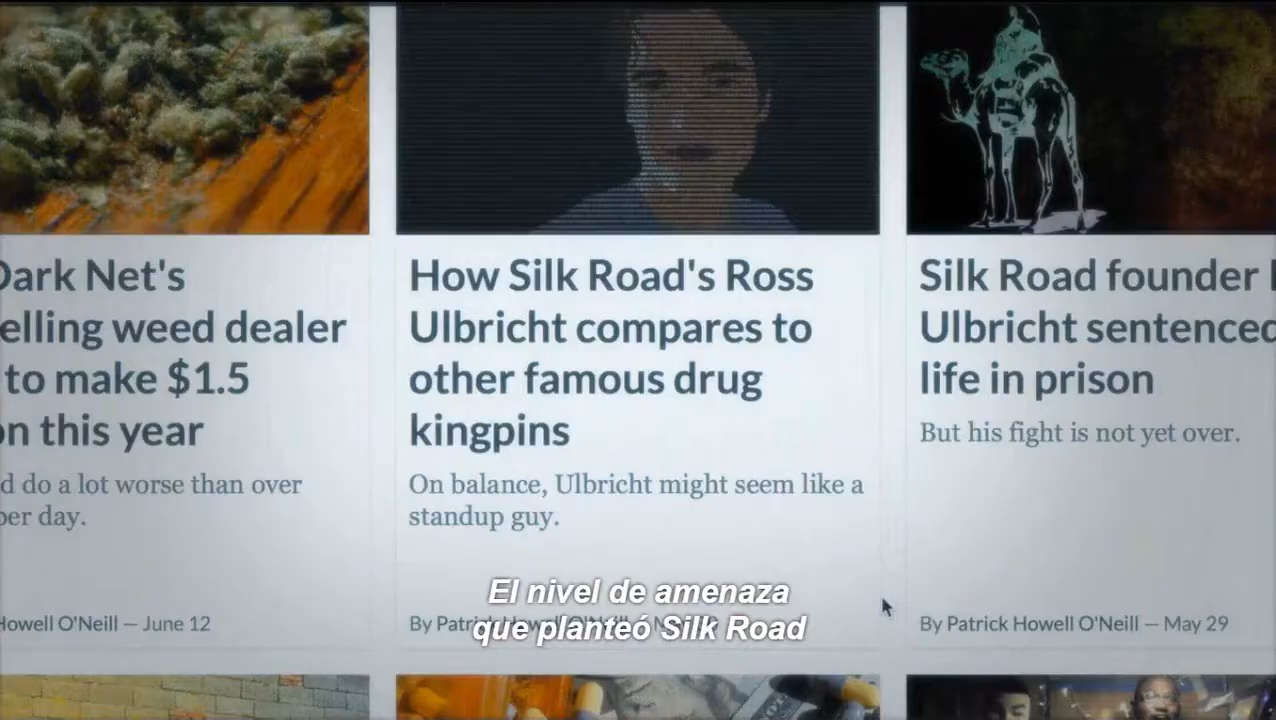 Dark Net's
elling weed dealer
to make $1.5
on this year
d do a lot worse than over
per day.
Howell O'Neill — June 12
How Silk Road's Ross
Ulbricht compares to
other famous drug
kingpins
On balance, Ulbricht might seem like a
standup guy.
By Patrick Howell O'Neill
Silk Road founder
Ulbricht sentenced
life in prison
But his fight is not yet over.
By Patrick Howell O'Neill — May 29
El nivel de amenaza
que planteó Silk Road